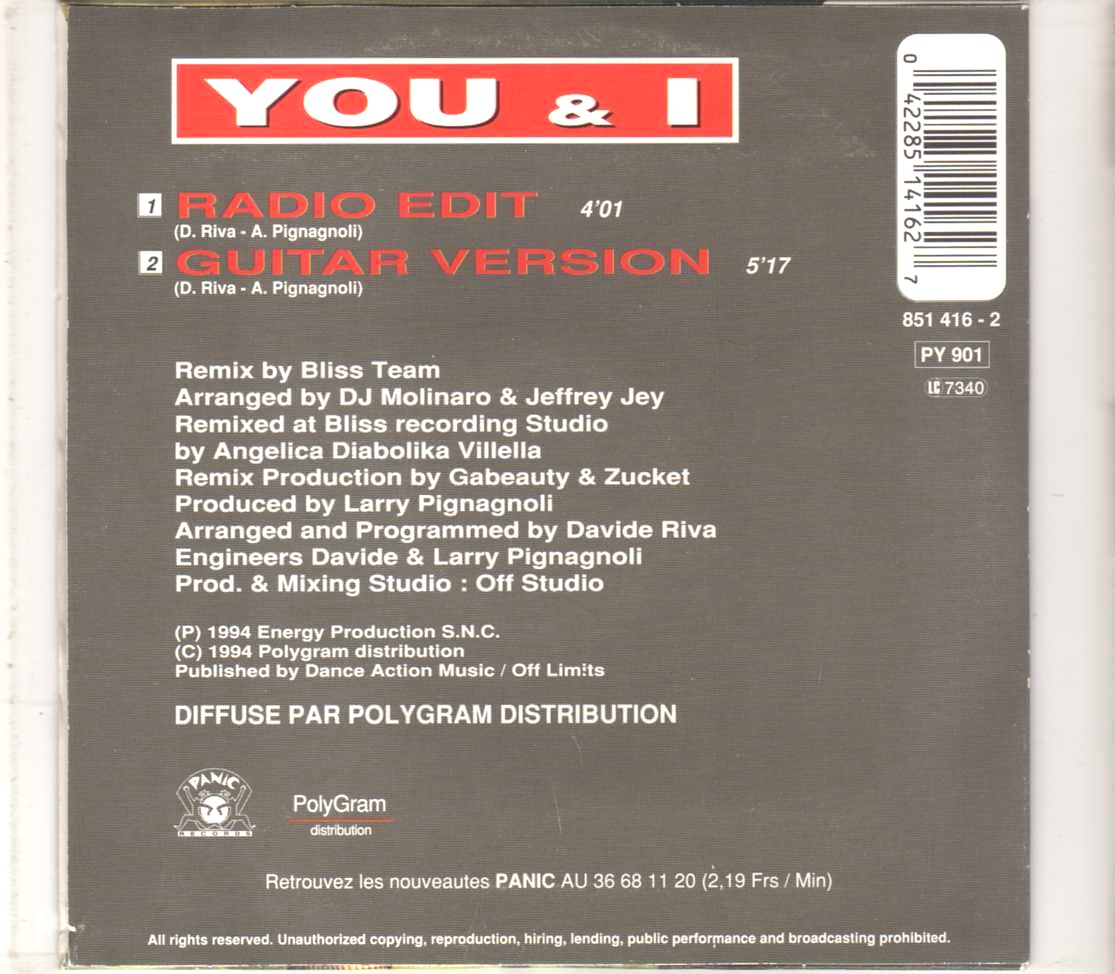 YOU & I
1 RADIO EDIT 4'01
(D. Riva - A. Pignagnoli)
2 GUITAR VERSION 5'17
(D. Riva - A. Pignagnoli)
0 42285 14162 7
851 416 - 2
PY 901
LC 7340
Remix by Bliss Team
Arranged by DJ Molinaro & Jeffrey Jey
Remixed at Bliss recording Studio
by Angelica Diabolika Villella
Remix Production by Gabeauty & Zucket
Produced by Larry Pignagnoli
Arranged and Programmed by Davide Riva
Engineers Davide & Larry Pignagnoli
Prod. & Mixing Studio : Off Studio
(P) 1994 Energy Production S.N.C.
(C) 1994 Polygram distribution
Published by Dance Action Music / Off Limits
DIFFUSE PAR POLYGRAM DISTRIBUTION
PANIC
RECORDS
PolyGram
distribution
Retrouvez les nouveautes PANIC AU 36 68 11 20 (2,19 Frs / Min)
All rights reserved. Unauthorized copying, reproduction, hiring, lending, public performance and broadcasting prohibited.